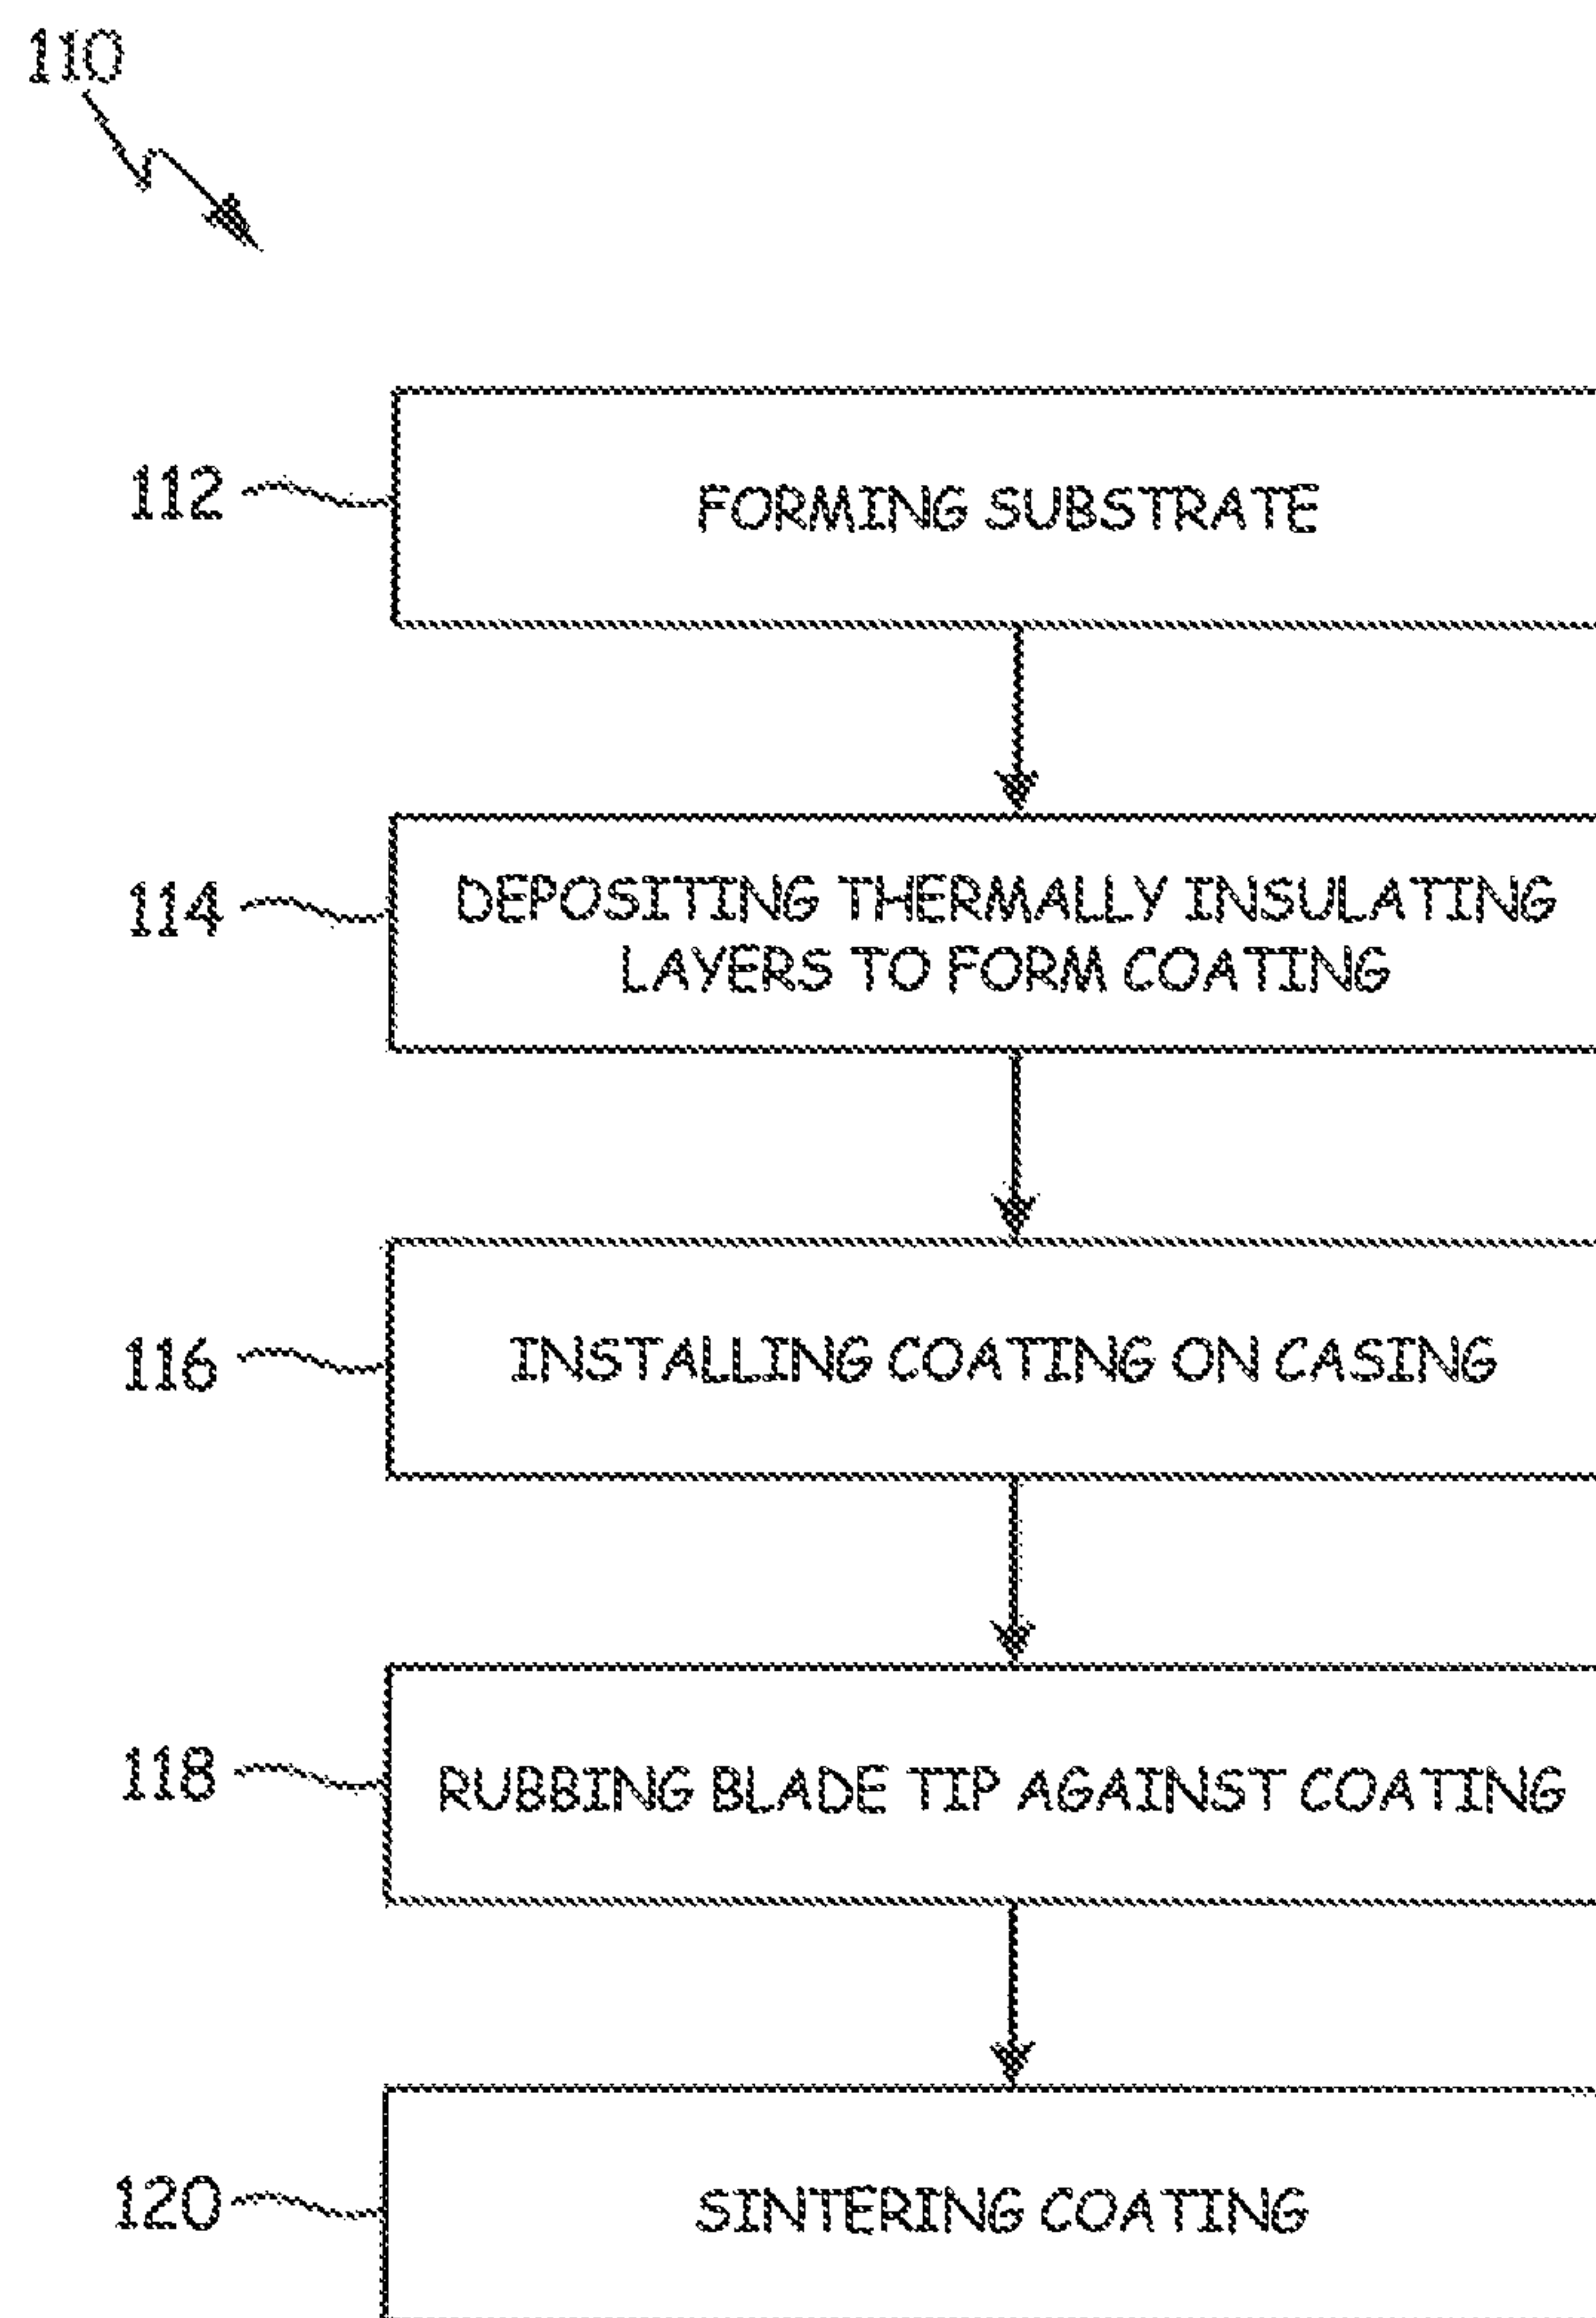 110
112
FORMING SUBSTRATE
114
DEPOSITING THERMALLY INSULATING
LAYERS TO FORM COATING
116
INSTALLING COATING ON CASING
118
RUBBING BLADE TIP AGAINST COATING
120
SINTERING COATING